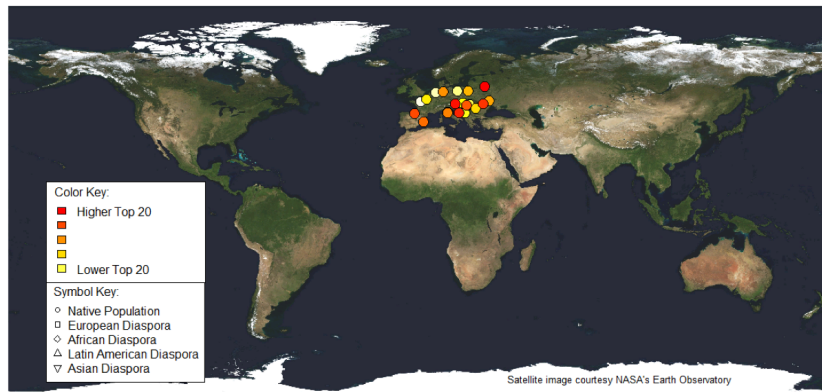 Color Key:
Higher Top 20
Lower Top 20
Symbol Key:
Native Population
European Diaspora
African Diaspora
Latin American Diaspora
Asian Diaspora
Satellite image courtesy NASA's Earth Observatory